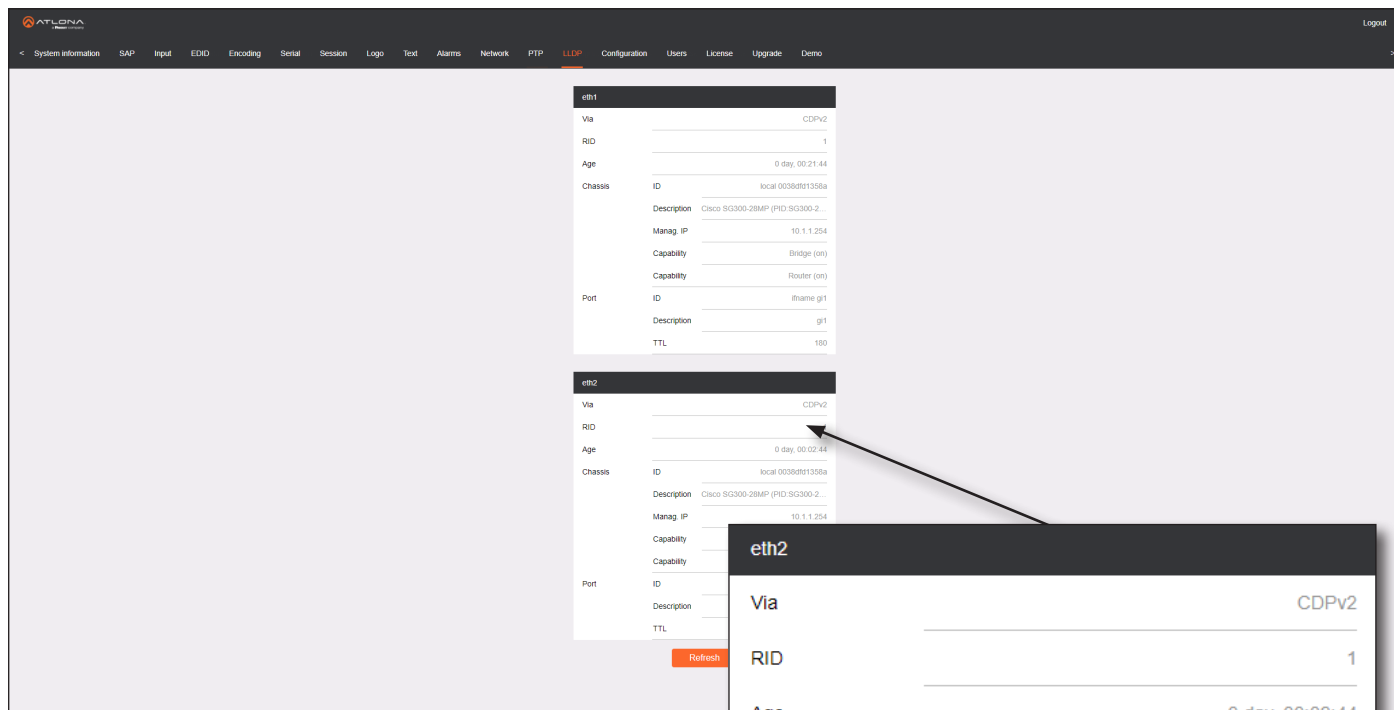 ATLONA
Logout
< System information SAP Input EDID Encoding Serial Session Logo Text Alarms Network PTP LLDP Configuration Users License Upgrade Demo >
eth1
Via CDPv2
RID 1
Age 0 day, 00:21:44
Chassis ID local 0038dfd1358a
Description Cisco SG300-28MP (PID:SG300-2...
Manag. IP 10.1.1.254
Capability Bridge (on)
Capability Router (on)
Port ID ifname gi1
Description gi1
TTL 180
eth2
Via CDPv2
RID
Age 0 day, 00:02:44
Chassis ID local 0038dfd1358a
Description Cisco SG300-28MP (PID:SG300-2...
Manag. IP 10.1.1.254
Capability
Capability
Port ID
Description
TTL
Refresh
eth2
Via CDPv2
RID 1